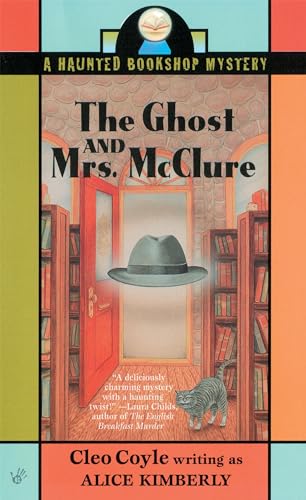 A HAUNTED BOOKSHOP MYSTERY
The Ghost
AND
Mrs. McClure
"A deliciously
charming mystery
with a haunting
twist!"—Laura Childs,
author of The English
Breakfast Murder
Cleo Coyle writing as
ALICE KIMBERLY